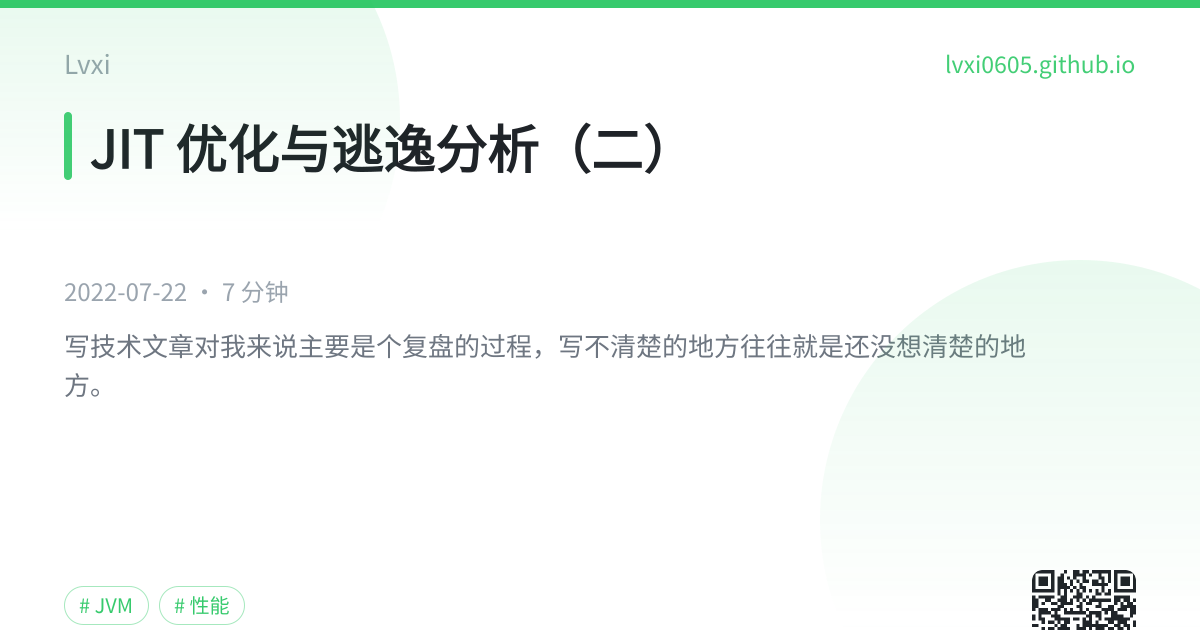 Lvxi
lvxi0605.github.io
JIT 优化与逃逸分析（二）
2022-07-22 · 7 分钟
写技术文章对我来说主要是个复盘的过程，写不清楚的地方往往就是还没想清楚的地
方。
# JVM
# 性能